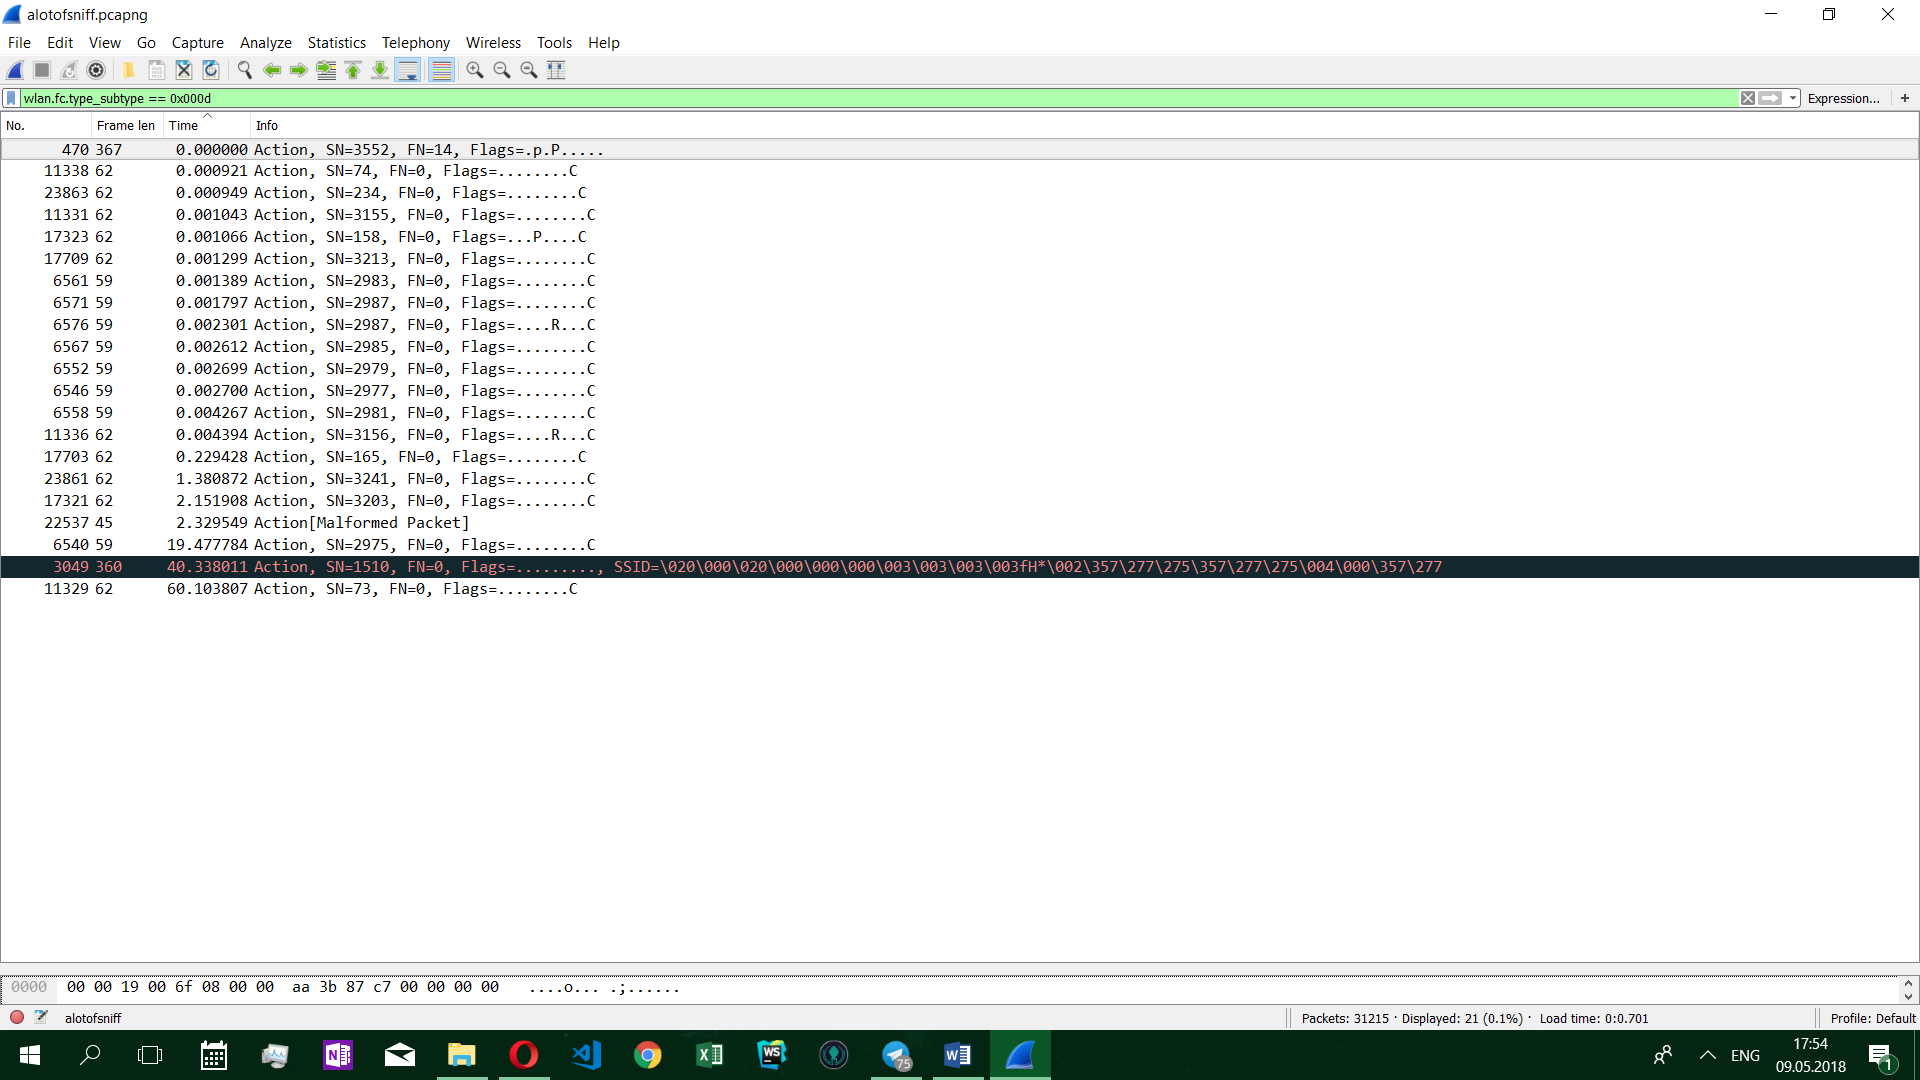 alotofsniff.pcapng
File Edit View Go Capture Analyze Statistics Telephony Wireless Tools Help
wlan.fc.type_subtype == 0x000d
Expression... +
No. Frame len Time Info
470 367 0.000000 Action, SN=3552, FN=14, Flags=.p.P.....
11338 62 0.000921 Action, SN=74, FN=0, Flags=........C
23863 62 0.000949 Action, SN=234, FN=0, Flags=........C
11331 62 0.001043 Action, SN=3155, FN=0, Flags=........C
17323 62 0.001066 Action, SN=158, FN=0, Flags=...P....C
17709 62 0.001299 Action, SN=3213, FN=0, Flags=........C
6561 59 0.001389 Action, SN=2983, FN=0, Flags=........C
6571 59 0.001797 Action, SN=2987, FN=0, Flags=........C
6576 59 0.002301 Action, SN=2987, FN=0, Flags=....R...C
6567 59 0.002612 Action, SN=2985, FN=0, Flags=........C
6552 59 0.002699 Action, SN=2979, FN=0, Flags=........C
6546 59 0.002700 Action, SN=2977, FN=0, Flags=........C
6558 59 0.004267 Action, SN=2981, FN=0, Flags=........C
11336 62 0.004394 Action, SN=3156, FN=0, Flags=....R...C
17703 62 0.229428 Action, SN=165, FN=0, Flags=........C
23861 62 1.380872 Action, SN=3241, FN=0, Flags=........C
17321 62 2.151908 Action, SN=3203, FN=0, Flags=........C
22537 45 2.329549 Action[Malformed Packet]
6540 59 19.477784 Action, SN=2975, FN=0, Flags=........C
3049 360 40.338011 Action, SN=1510, FN=0, Flags=........., SSID=\020\000\020\000\000\000\003\003\003\003fH*\002\357\277\275\357\277\275\004\000\357\277
11329 62 60.103807 Action, SN=73, FN=0, Flags=........C
0000 00 00 19 00 6f 08 00 00 aa 3b 87 c7 00 00 00 00 ....o... .;......
alotofsniff
Packets: 31215 · Displayed: 21 (0.1%) · Load time: 0:0.701
Profile: Default
N
X
WS
75
W
ENG
17:54
09.05.2018
1